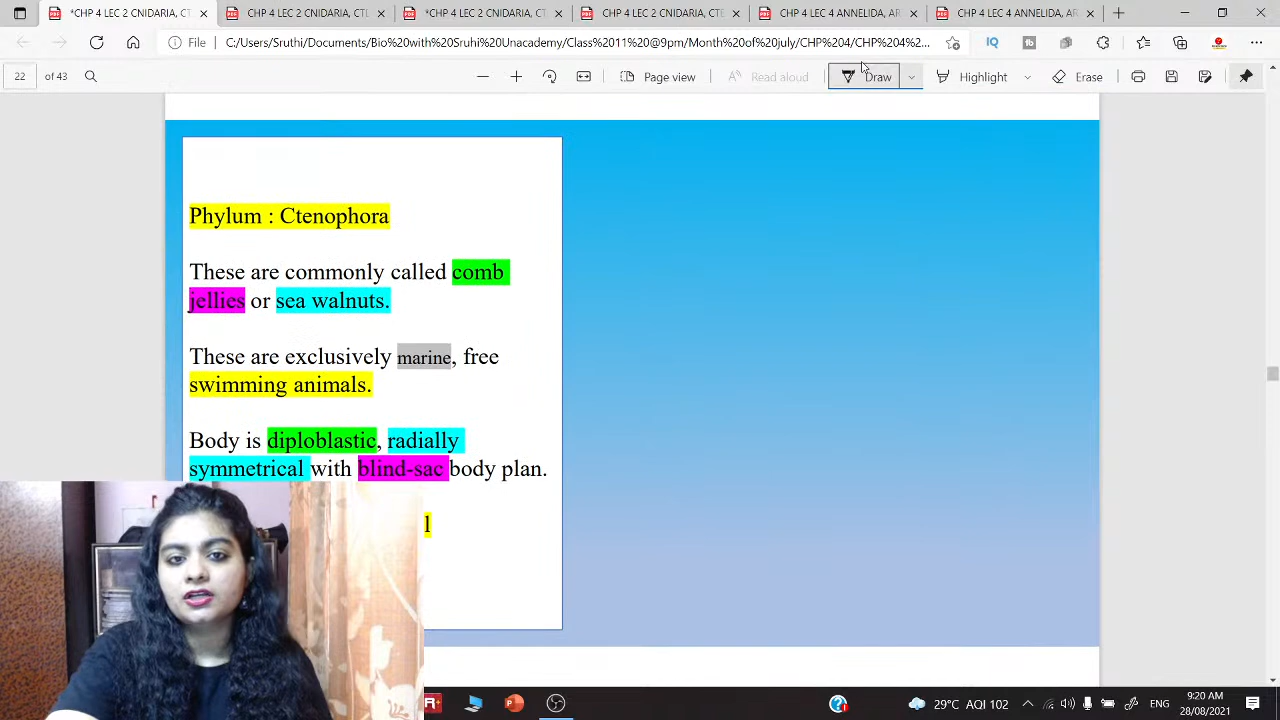 *CHP 4 LEC 2 CNIDARIA, CTE
*CHP 4 LEC 2 CNIDARIA, CTE
*CHP 4 LEC 2 CNIDARIA, CTE
CHP 4 LEC 2 CNIDARIA, CTEN
CHP 4 LEC 4 ANNELIDA, AR
CHP 4 LEC 4 ANNELIDA, AR
File
C:/Users/Sruthi/Documents/Bio%20with%20Sruhi%20Unacademy/Class%2011%20@9pm/Month%20of%20july/CHP%204/CHP%204%2...
22 of 43
Page view
Read aloud
Draw
Highlight
Erase
Phylum : Ctenophora
These are commonly called comb
jellies or sea walnuts.
These are exclusively marine, free
swimming animals.
Body is diploblastic, radially
symmetrical with blind-sac body plan.
l
29°C AQI 102
ENG
9:20 AM
28/08/2021